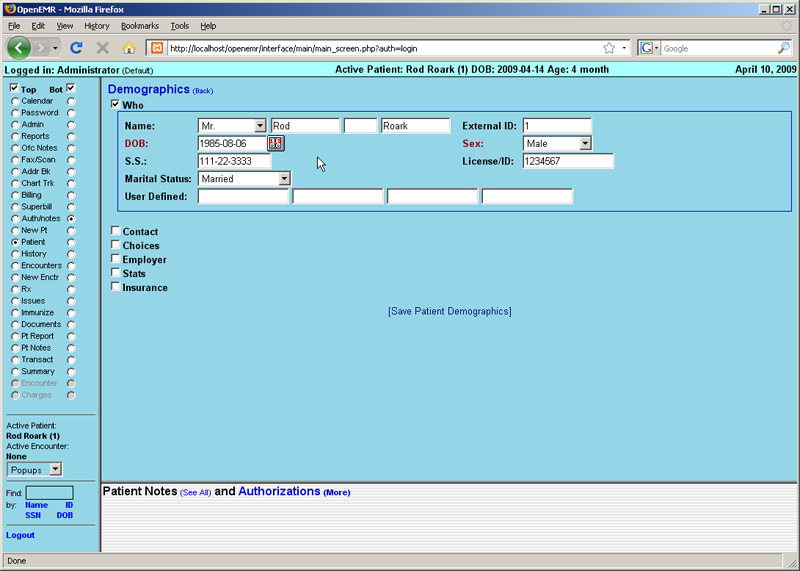 OpenEMR - Mozilla Firefox
File Edit View History Bookmarks Tools Help
http://localhost/openemr/interface/main/main_screen.php?auth=login
Google
Logged in: Administrator (Default) Active Patient: Rod Roark (1) DOB: 2009-04-14 Age: 4 month April 10, 2009
Top Bot
Calendar
Password
Admin
Reports
Ofc Notes
Fax/Scan
Addr Bk
Chart Trk
Billing
Superbill
Auth/notes
New Pt
Patient
History
Encounters
New Enctr
Rx
Issues
Immunize
Documents
Pt Report
Pt Notes
Transact
Summary
Encounter
Charges
Active Patient:
Rod Roark (1)
Active Encounter:
None
Popups
Find:
by: Name ID
SSN DOB
Logout
Demographics (Back)
Who
Name: Mr. Rod Roark External ID: 1
DOB: 1985-08-06 Sex: Male
S.S.: 111-22-3333 License/ID: 1234567
Marital Status: Married
User Defined:
Contact
Choices
Employer
Stats
Insurance
[Save Patient Demographics]
Patient Notes (See All) and Authorizations (More)
Done